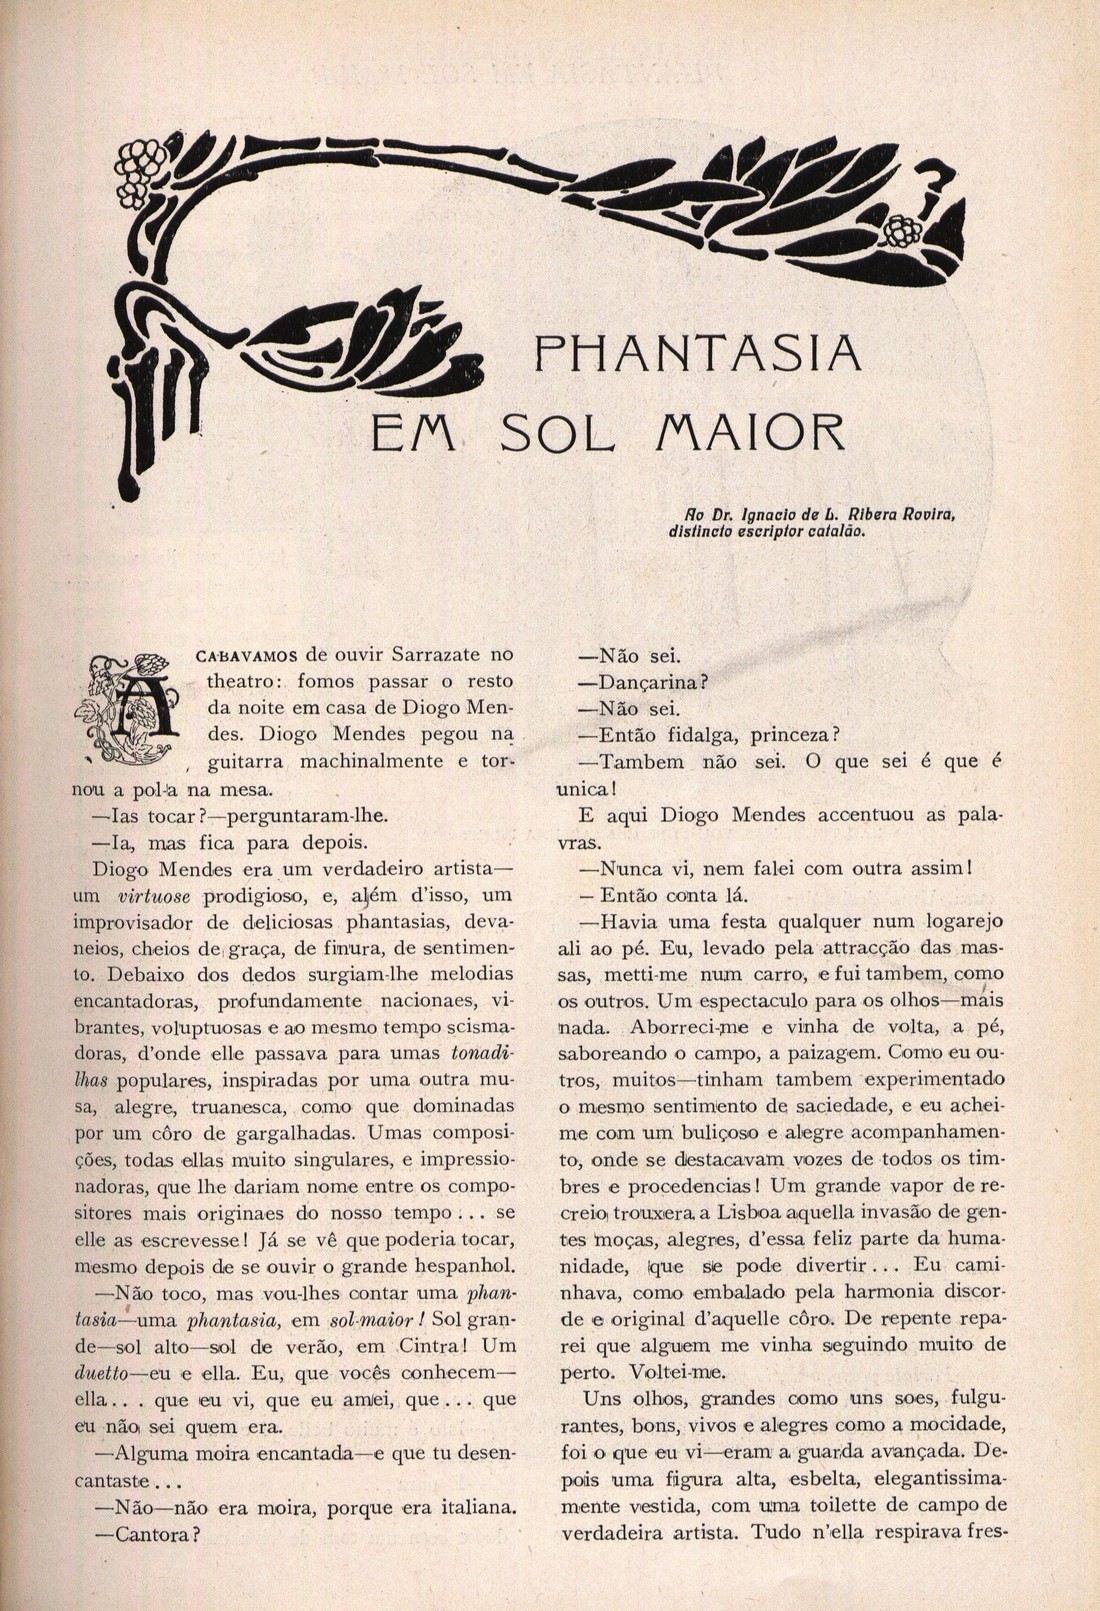 PHANTASIA
EM SOL MAIOR
Ao Dr. Ignacio de L. Ribera Rovira,
distincto escriptor catalão.
ACABAVAMOS de ouvir Sarrazate no
theatro: fomos passar o resto
da noite em casa de Diogo Men-
des. Diogo Mendes pegou na
guitarra machinalmente e tor-
nou a pol-a na mesa.
—Ias tocar?—perguntaram-lhe.
—Ia, mas fica para depois.
Diogo Mendes era um verdadeiro artista—
um virtuose prodigioso, e, além d'isso, um
improvisador de deliciosas phantasias, deva-
neios, cheios de graça, de finura, de sentimen-
to. Debaixo dos dedos surgiam-lhe melodias
encantadoras, profundamente nacionaes, vi-
brantes, voluptuosas e ao mesmo tempo scisma-
doras, d'onde elle passava para umas tonadi-
lhas populares, inspiradas por uma outra mu-
sa, alegre, truanesca, como que dominadas
por um côro de gargalhadas. Umas composi-
ções, todas ellas muito singulares, e impressio-
nadoras, que lhe dariam nome entre os compo-
sitores mais originaes do nosso tempo... se
elle as escrevesse! Já se vê que poderia tocar,
mesmo depois de se ouvir o grande hespanhol.
—Não toco, mas vou-lhes contar uma phan-
tasia—uma phantasia, em sol-maior! Sol gran-
de—sol alto—sol de verão, em Cintra! Um
duetto—eu e ella. Eu, que vocês conhecem—
ella... que eu vi, que eu amei, que... que
eu não sei quem era.
—Alguma moira encantada—e que tu desen-
cantaste...
—Não—não era moira, porque era italiana.
—Cantora?
—Não sei.
—Dançarina?
—Não sei.
—Então fidalga, princeza?
—Tambem não sei. O que sei é que é
unica!
E aqui Diogo Mendes accentuou as pala-
vras.
—Nunca vi, nem falei com outra assim!
—Então conta lá.
—Havia uma festa qualquer num logarejo
ali ao pé. Eu, levado pela attracção das mas-
sas, metti-me num carro, e fui tambem, como
os outros. Um espectaculo para os olhos—mais
nada. Aborreci-me e vinha de volta, a pé,
saboreando o campo, a paizagem. Como eu ou-
tros, muitos—tinham tambem experimentado
o mesmo sentimento de saciedade, e eu achei-
me com um buliçoso e alegre acompanhamen-
to, onde se destacavam vozes de todos os tim-
bres e procedencias! Um grande vapor de re-
creio trouxera a Lisboa aquella invasão de gen-
tes moças, alegres, d'essa feliz parte da huma-
nidade, que se pode divertir... Eu cami-
nhava, como embalado pela harmonia discor-
de e original d'aquelle côro. De repente repa-
rei que alguem me vinha seguindo muito de
perto. Voltei-me.
Uns olhos, grandes como uns soes, fulgu-
rantes, bons, vivos e alegres como a mocidade,
foi o que eu vi—eram a guarda avançada. De-
pois uma figura alta, esbelta, elegantissima-
mente vestida, com uma toilette de campo de
verdadeira artista. Tudo n'ella respirava fres-